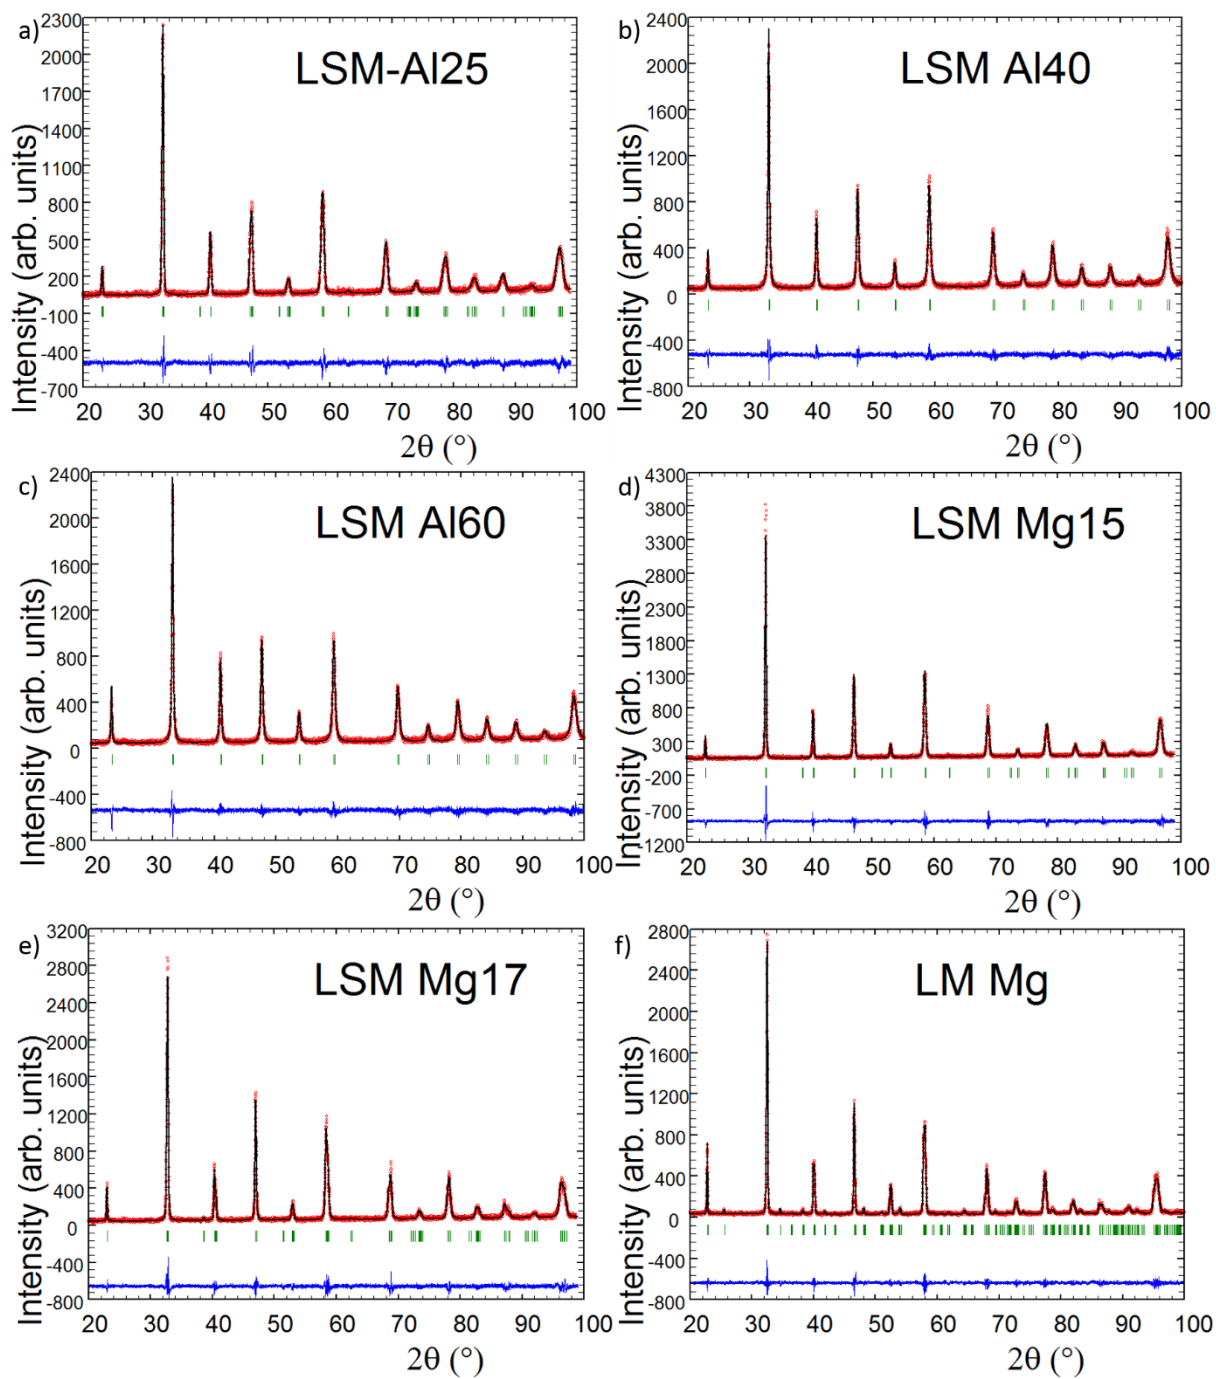 a)
LSM-Al25
Intensity (arb. units)
2300
2000
1700
1400
1100
800
500
200
-100
-400
-700
20 30 40 50 60 70 80 90 100
2θ (°)
b)
LSM Al40
Intensity (arb. units)
2400
2000
1600
1200
800
400
0
-400
-800
20 30 40 50 60 70 80 90 100
2θ (°)
c)
LSM Al60
Intensity (arb. units)
2400
2000
1600
1200
800
400
0
-400
-800
20 30 40 50 60 70 80 90 100
2θ (°)
d)
LSM Mg15
Intensity (arb. units)
4300
3800
3300
2800
2300
1800
1300
800
300
-200
-700
-1200
20 30 40 50 60 70 80 90 100
2θ (°)
e)
LSM Mg17
Intensity (arb. units)
3200
2800
2400
2000
1600
1200
800
400
0
-400
-800
20 30 40 50 60 70 80 90 100
2θ (°)
f)
LM Mg
Intensity (arb. units)
2800
2400
2000
1600
1200
800
400
0
-400
-800
20 30 40 50 60 70 80 90 100
2θ (°)